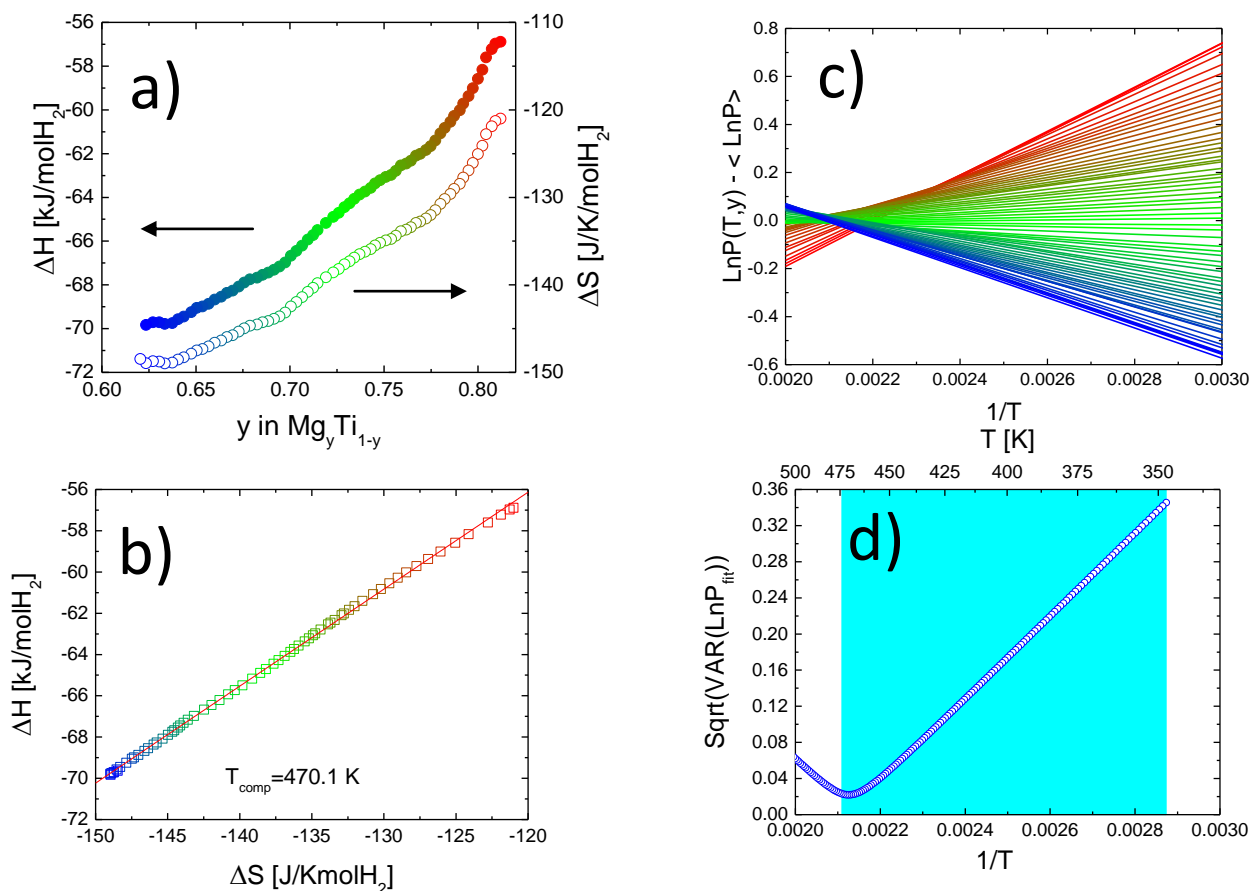 a)
-56
-58
-60
-62
-64
-66
-68
-70
-72
ΔH [kJ/molH2]
-110
-120
-130
-140
-150
ΔS [J/K/molH2]
0.60 0.65 0.70 0.75 0.80
y in MgyTi1-y
c)
0.8
0.6
0.4
0.2
0.0
-0.2
-0.4
-0.6
LnP(T,y) - < LnP>
0.0020 0.0022 0.0024 0.0026 0.0028 0.0030
1/T
b)
-56
-58
-60
-62
-64
-66
-68
-70
-72
ΔH [kJ/molH2]
Tcomp=470.1 K
-150 -145 -140 -135 -130 -125 -120
ΔS [J/KmolH2]
T [K]
500 475 450 425 400 375 350
d)
0.36
0.32
0.28
0.24
0.20
0.16
0.12
0.08
0.04
0.00
Sqrt(VAR(LnPfit))
0.0020 0.0022 0.0024 0.0026 0.0028 0.0030
1/T